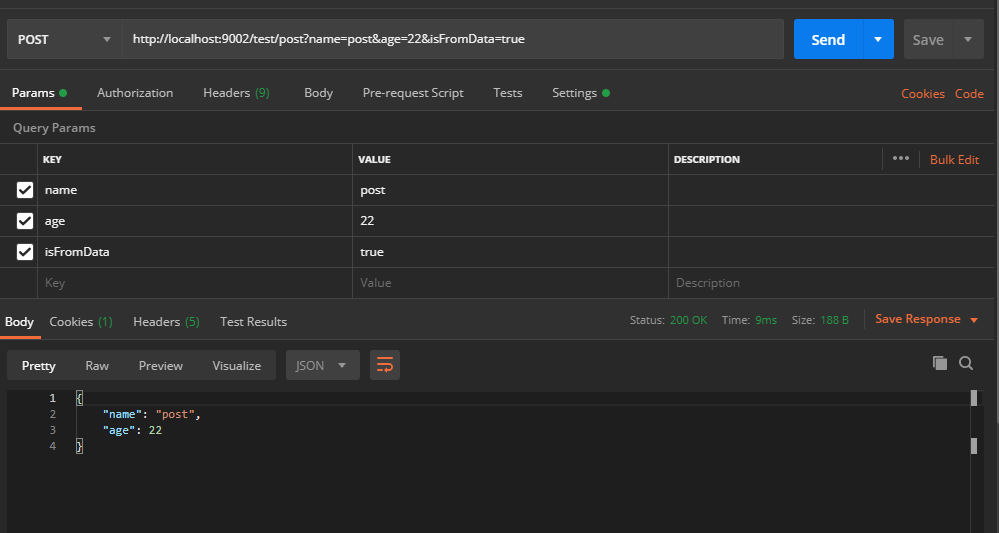 POST http://localhost:9002/test/post?name=post&age=22&isFromData=true Send Save
Params Authorization Headers (9) Body Pre-request Script Tests Settings Cookies Code
Query Params
KEY VALUE DESCRIPTION ••• Bulk Edit
name post
age 22
isFromData true
Key Value Description
Body Cookies (1) Headers (5) Test Results Status: 200 OK Time: 9ms Size: 188 B Save Response
Pretty Raw Preview Visualize JSON
1 {
2 "name": "post",
3 "age": 22
4 }